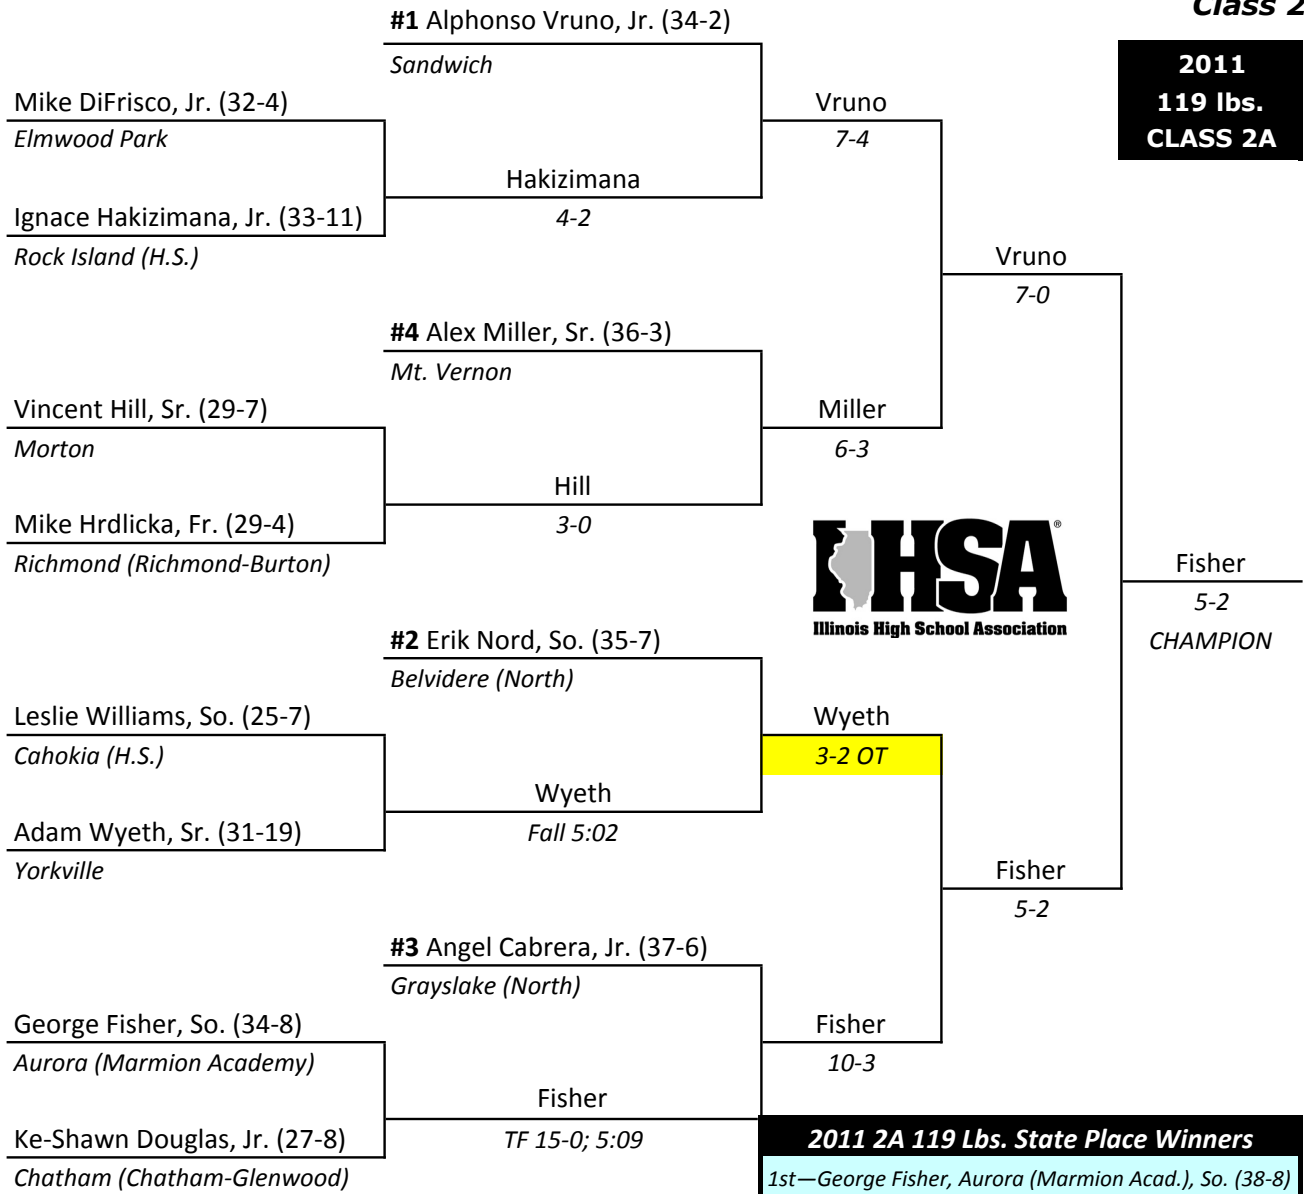 Class 2
#1 Alphonso Vruno, Jr. (34-2)
Sandwich
2011
119 lbs.
CLASS 2A
Mike DiFrisco, Jr. (32-4)
Elmwood Park
Vruno
7-4
Hakizimana
4-2
Ignace Hakizimana, Jr. (33-11)
Rock Island (H.S.)
Vruno
7-0
#4 Alex Miller, Sr. (36-3)
Mt. Vernon
Vincent Hill, Sr. (29-7)
Morton
Miller
6-3
Hill
3-0
Mike Hrdlicka, Fr. (29-4)
Richmond (Richmond-Burton)
IHSA®
Illinois High School Association
Fisher
5-2
CHAMPION
#2 Erik Nord, So. (35-7)
Belvidere (North)
Leslie Williams, So. (25-7)
Cahokia (H.S.)
Wyeth
3-2 OT
Wyeth
Fall 5:02
Adam Wyeth, Sr. (31-19)
Yorkville
Fisher
5-2
#3 Angel Cabrera, Jr. (37-6)
Grayslake (North)
George Fisher, So. (34-8)
Aurora (Marmion Academy)
Fisher
10-3
Fisher
TF 15-0; 5:09
Ke-Shawn Douglas, Jr. (27-8)
Chatham (Chatham-Glenwood)
2011 2A 119 Lbs. State Place Winners
1st—George Fisher, Aurora (Marmion Acad.), So. (38-8)